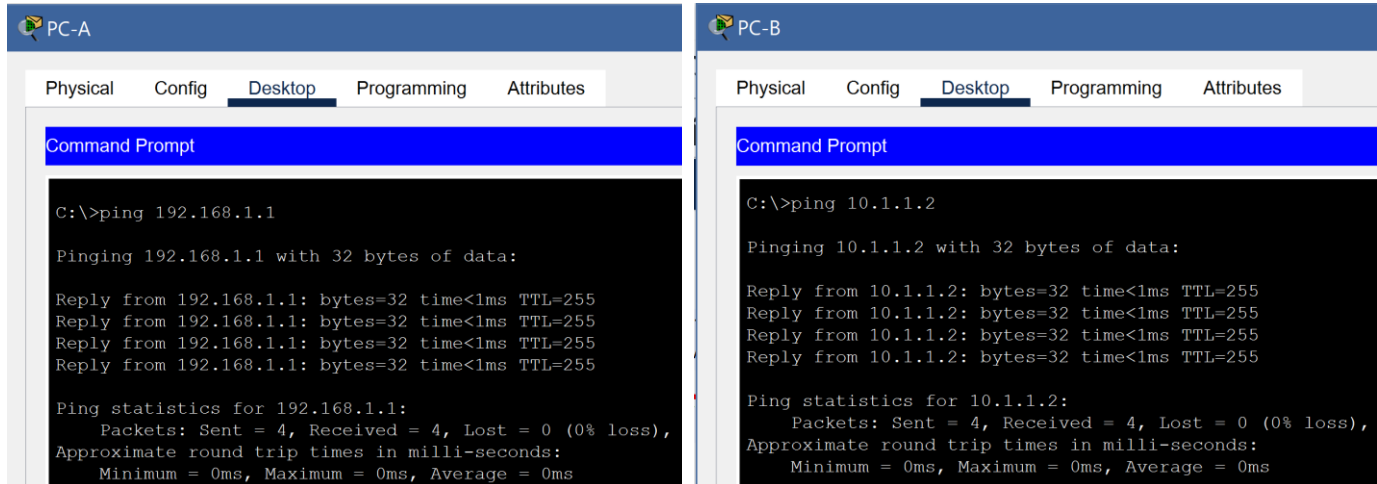 PC-A
Physical Config Desktop Programming Attributes
Command Prompt
C:\>ping 192.168.1.1
Pinging 192.168.1.1 with 32 bytes of data:
Reply from 192.168.1.1: bytes=32 time<1ms TTL=255
Reply from 192.168.1.1: bytes=32 time<1ms TTL=255
Reply from 192.168.1.1: bytes=32 time<1ms TTL=255
Reply from 192.168.1.1: bytes=32 time<1ms TTL=255
Ping statistics for 192.168.1.1:
Packets: Sent = 4, Received = 4, Lost = 0 (0% loss),
Approximate round trip times in milli-seconds:
Minimum = 0ms, Maximum = 0ms, Average = 0ms
PC-B
Physical Config Desktop Programming Attributes
Command Prompt
C:\>ping 10.1.1.2
Pinging 10.1.1.2 with 32 bytes of data:
Reply from 10.1.1.2: bytes=32 time<1ms TTL=255
Reply from 10.1.1.2: bytes=32 time<1ms TTL=255
Reply from 10.1.1.2: bytes=32 time<1ms TTL=255
Reply from 10.1.1.2: bytes=32 time<1ms TTL=255
Ping statistics for 10.1.1.2:
Packets: Sent = 4, Received = 4, Lost = 0 (0% loss),
Approximate round trip times in milli-seconds:
Minimum = 0ms, Maximum = 0ms, Average = 0ms